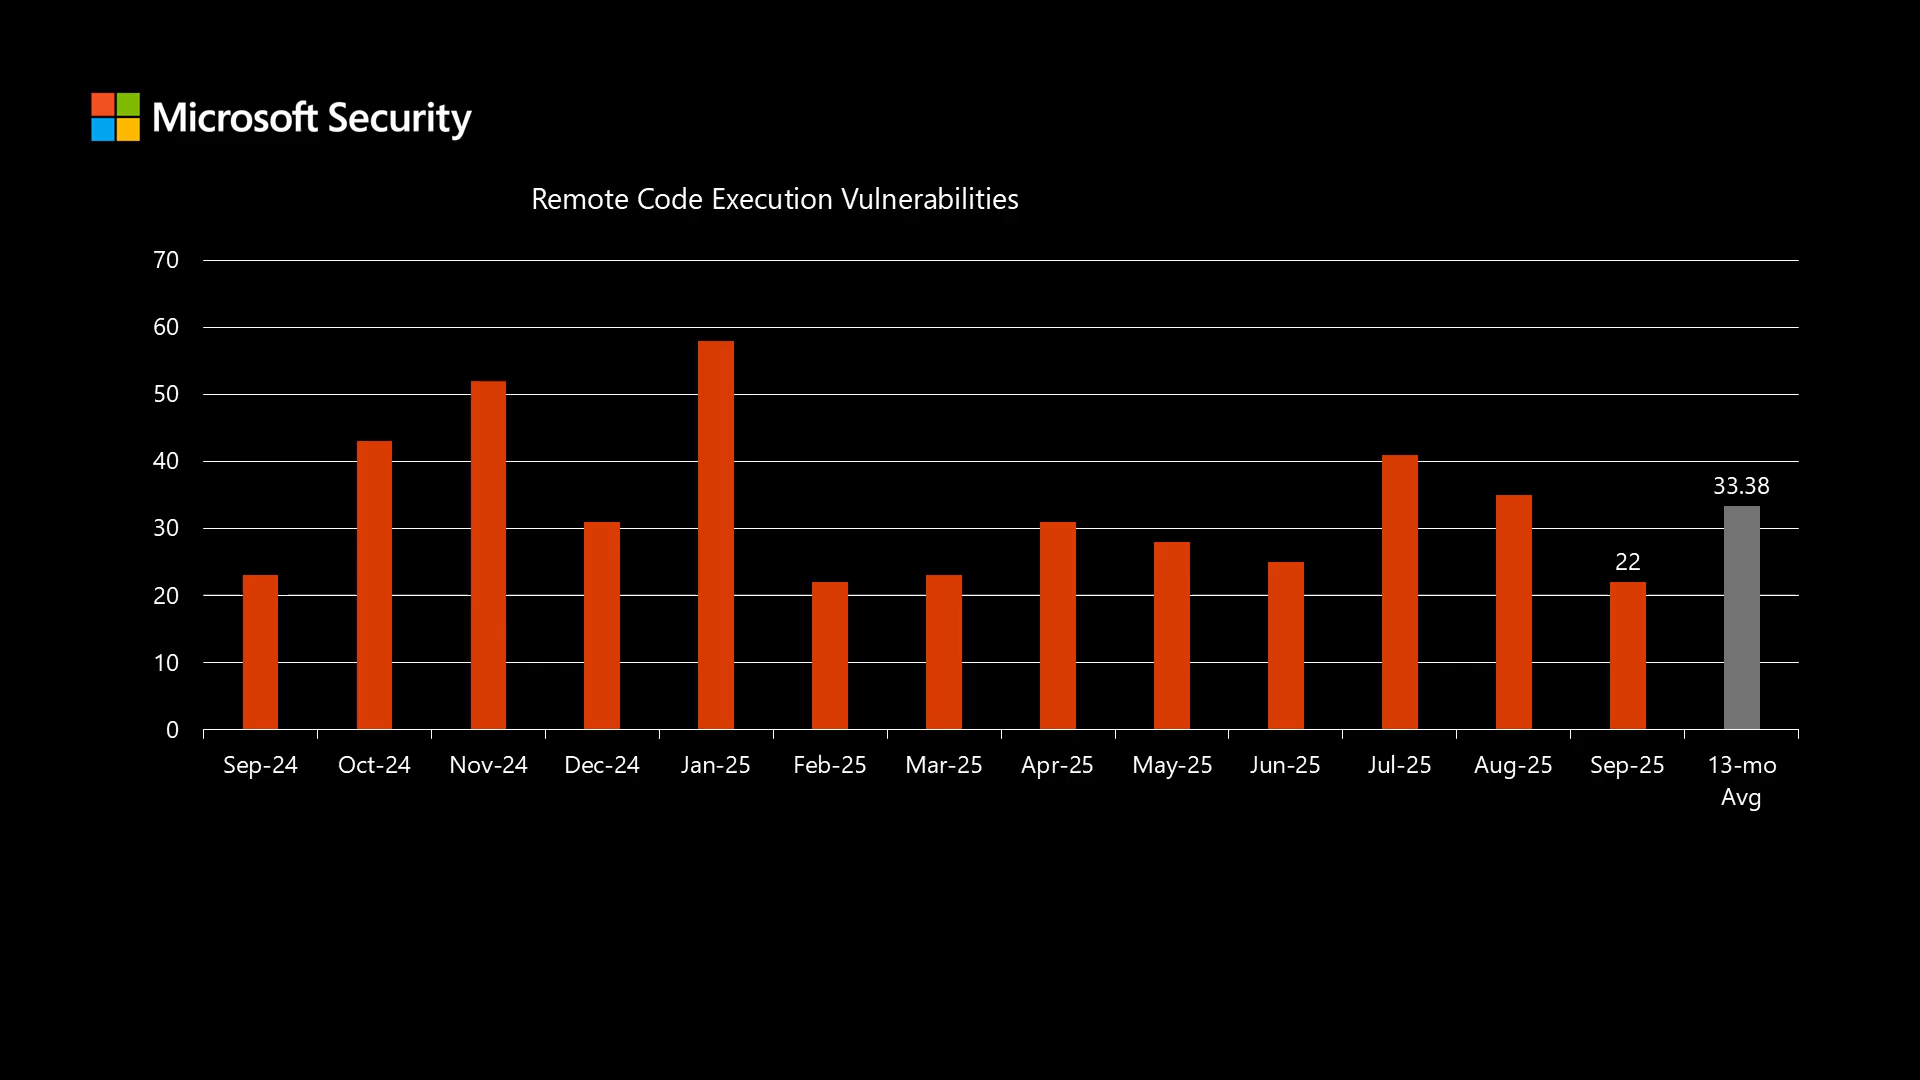 Microsoft Security
Remote Code Execution Vulnerabilities
70
60
50
40
30
20
10
0
33.38
22
Sep-24 Oct-24 Nov-24 Dec-24 Jan-25 Feb-25 Mar-25 Apr-25 May-25 Jun-25 Jul-25 Aug-25 Sep-25 13-mo
Avg